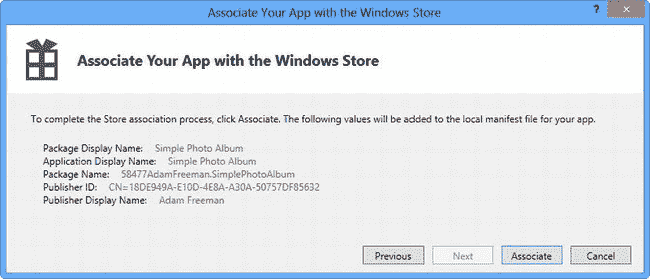 Associate Your App with the Windows Store
?
Associate Your App with the Windows Store
To complete the Store association process, click Associate. The following values will be added to the local manifest file for your app.
Package Display Name: Simple Photo Album
Application Display Name: Simple Photo Album
Package Name: 58477AdamFreeman.SimplePhotoAlbum
Publisher ID: CN=18DE949A-E10D-4E8A-A30A-50757DF85632
Publisher Display Name: Adam Freeman
Previous Next Associate Cancel